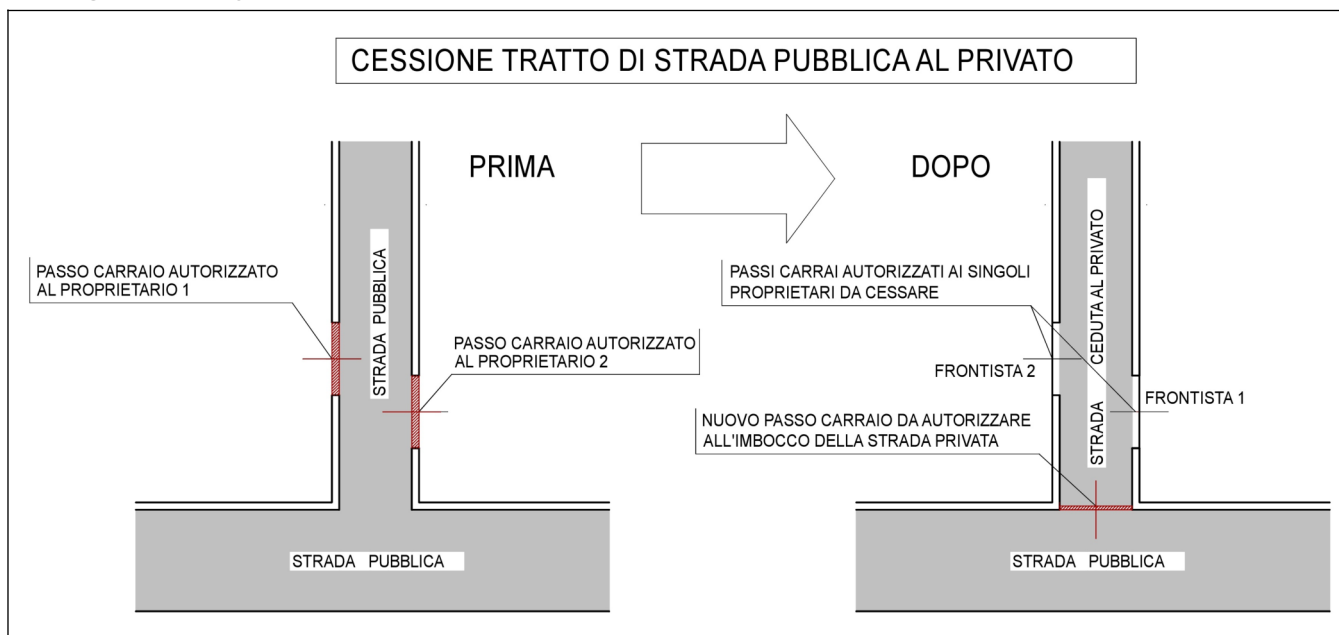 CESSIONE TRATTO DI STRADA PUBBLICA AL PRIVATO
PRIMA
DOPO
PASSO CARRAIO AUTORIZZATO
AL PROPRIETARIO 1
STRADA PUBBLICA
PASSO CARRAIO AUTORIZZATO
AL PROPRIETARIO 2
STRADA PUBBLICA
PASSI CARRAI AUTORIZZATI AI SINGOLI
PROPRIETARI DA CESSARE
FRONTISTA 2
STRADA CEDUTA AL PRIVATO
FRONTISTA 1
NUOVO PASSO CARRAIO DA AUTORIZZARE
ALL'IMBOCCO DELLA STRADA PRIVATA
STRADA PUBBLICA